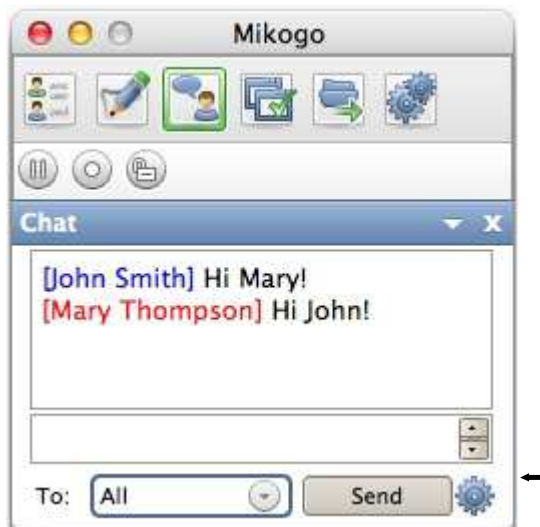 Mikogo
Chat
[John Smith] Hi Mary!
[Mary Thompson] Hi John!
To: All Send